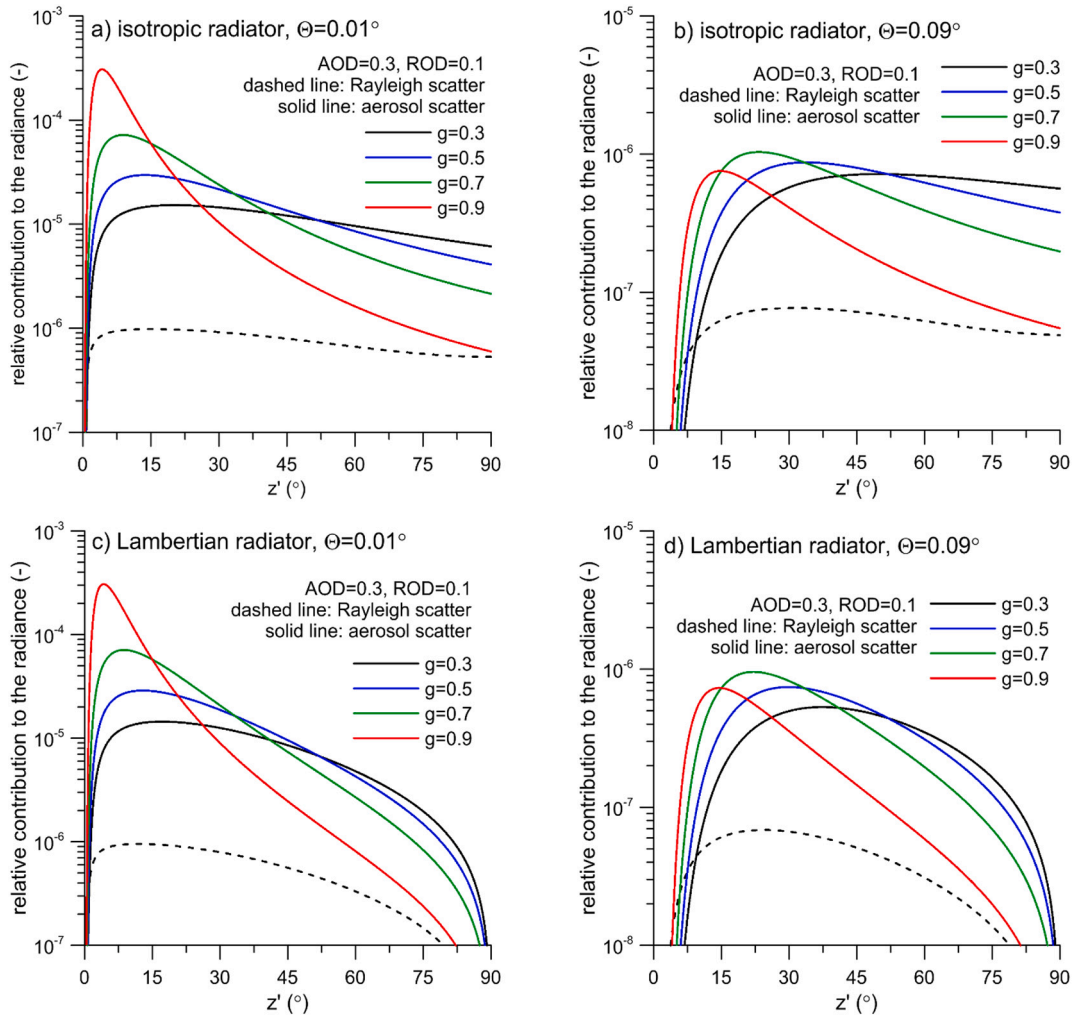 a) isotropic radiator, Θ=0.01°
AOD=0.3, ROD=0.1
dashed line: Rayleigh scatter
solid line: aerosol scatter
g=0.3
g=0.5
g=0.7
g=0.9
relative contribution to the radiance (-)
10⁻³
10⁻⁴
10⁻⁵
10⁻⁶
10⁻⁷
0 15 30 45 60 75 90
z' (°)
b) isotropic radiator, Θ=0.09°
AOD=0.3, ROD=0.1
dashed line: Rayleigh scatter
solid line: aerosol scatter
g=0.3
g=0.5
g=0.7
g=0.9
relative contribution to the radiance (-)
10⁻⁵
10⁻⁶
10⁻⁷
10⁻⁸
0 15 30 45 60 75 90
z' (°)
c) Lambertian radiator, Θ=0.01°
AOD=0.3, ROD=0.1
dashed line: Rayleigh scatter
solid line: aerosol scatter
g=0.3
g=0.5
g=0.7
g=0.9
relative contribution to the radiance (-)
10⁻³
10⁻⁴
10⁻⁵
10⁻⁶
10⁻⁷
0 15 30 45 60 75 90
z' (°)
d) Lambertian radiator, Θ=0.09°
AOD=0.3, ROD=0.1
dashed line: Rayleigh scatter
solid line: aerosol scatter
g=0.3
g=0.5
g=0.7
g=0.9
relative contribution to the radiance (-)
10⁻⁵
10⁻⁶
10⁻⁷
10⁻⁸
0 15 30 45 60 75 90
z' (°)